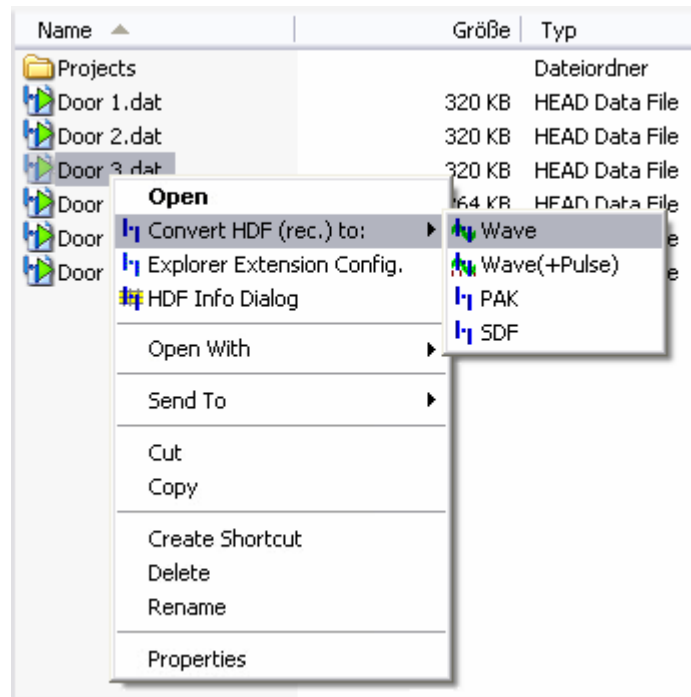 Name Größe Typ
Projects Dateiordner
Door 1.dat 320 KB HEAD Data File
Door 2.dat 320 KB HEAD Data File
Door 3.dat 320 KB HEAD Data File
Door 264 KB HEAD Data File
Door
Door
Open
Convert HDF (rec.) to:
Explorer Extension Config.
HDF Info Dialog
Open With
Send To
Cut
Copy
Create Shortcut
Delete
Rename
Properties
Wave
Wave(+Pulse)
PAK
SDF